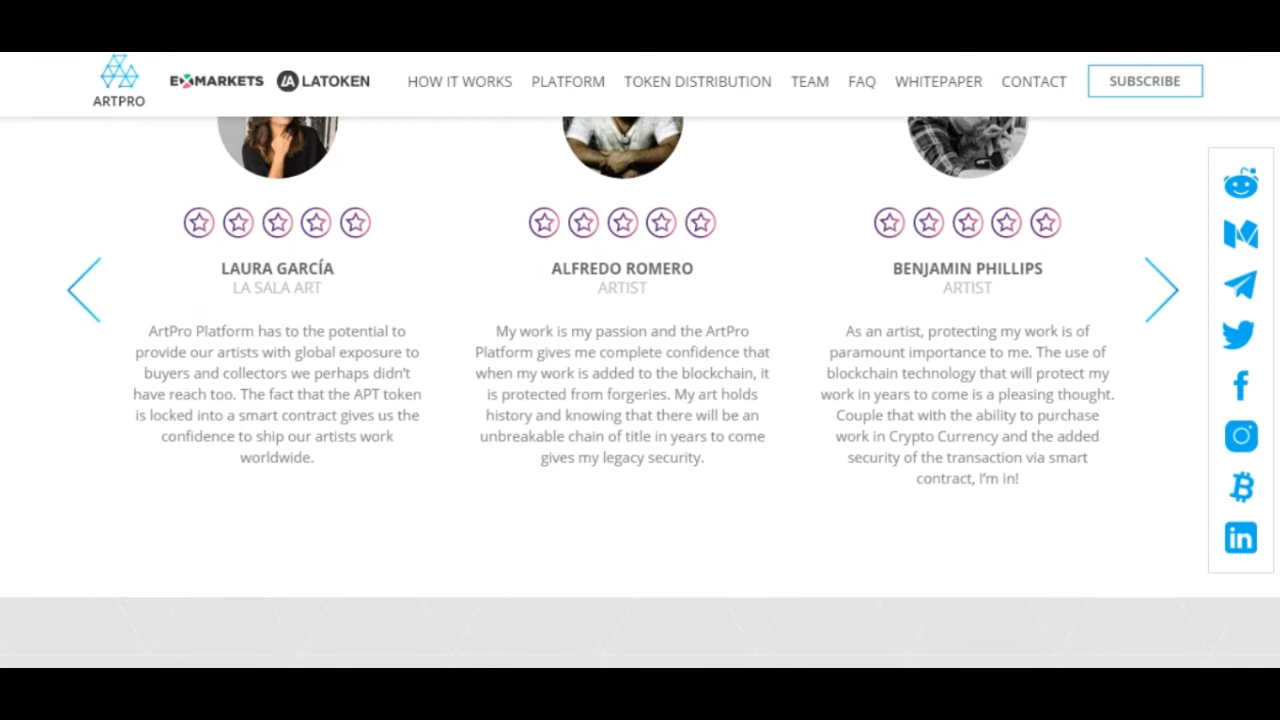 EXMARKETS LATOKEN HOW IT WORKS PLATFORM TOKEN DISTRIBUTION TEAM FAQ WHITEPAPER CONTACT SUBSCRIBE
ARTPRO
LAURA GARCÍA
LA SALA ART
ArtPro Platform has to the potential to
provide our artists with global exposure to
buyers and collectors we perhaps didn't
have reach too. The fact that the APT token
is locked into a smart contract gives us the
confidence to ship our artists work
worldwide.
ALFREDO ROMERO
ARTIST
My work is my passion and the ArtPro
Platform gives me complete confidence that
when my work is added to the blockchain, it
is protected from forgeries. My art holds
history and knowing that there will be an
unbreakable chain of title in years to come
gives my legacy security.
BENJAMIN PHILLIPS
ARTIST
As an artist, protecting my work is of
paramount importance to me. The use of
blockchain technology that will protect my
work in years to come is a pleasing thought.
Couple that with the ability to purchase
work in Crypto Currency and the added
security of the transaction via smart
contract, I'm in!